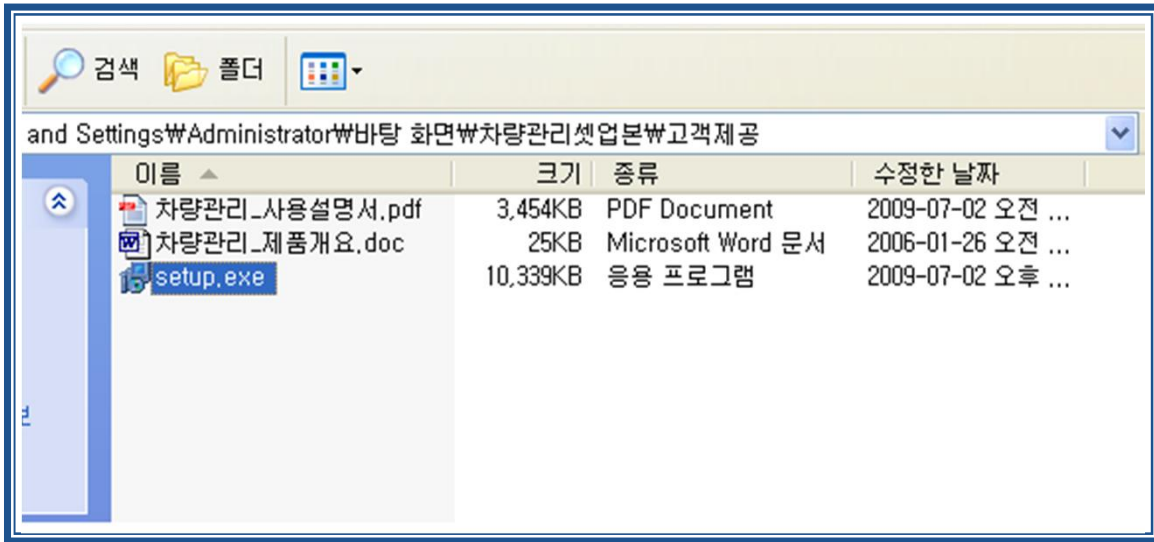 검색 폴더
and Settings₩Administrator₩바탕 화면₩차량관리셋업본₩고객제공
이름 크기 종류 수정한 날짜
차량관리_사용설명서.pdf 3,454KB PDF Document 2009-07-02 오전 ...
차량관리_제품개요.doc 25KB Microsoft Word 문서 2006-01-26 오전 ...
setup.exe 10,339KB 응용 프로그램 2009-07-02 오후 ...